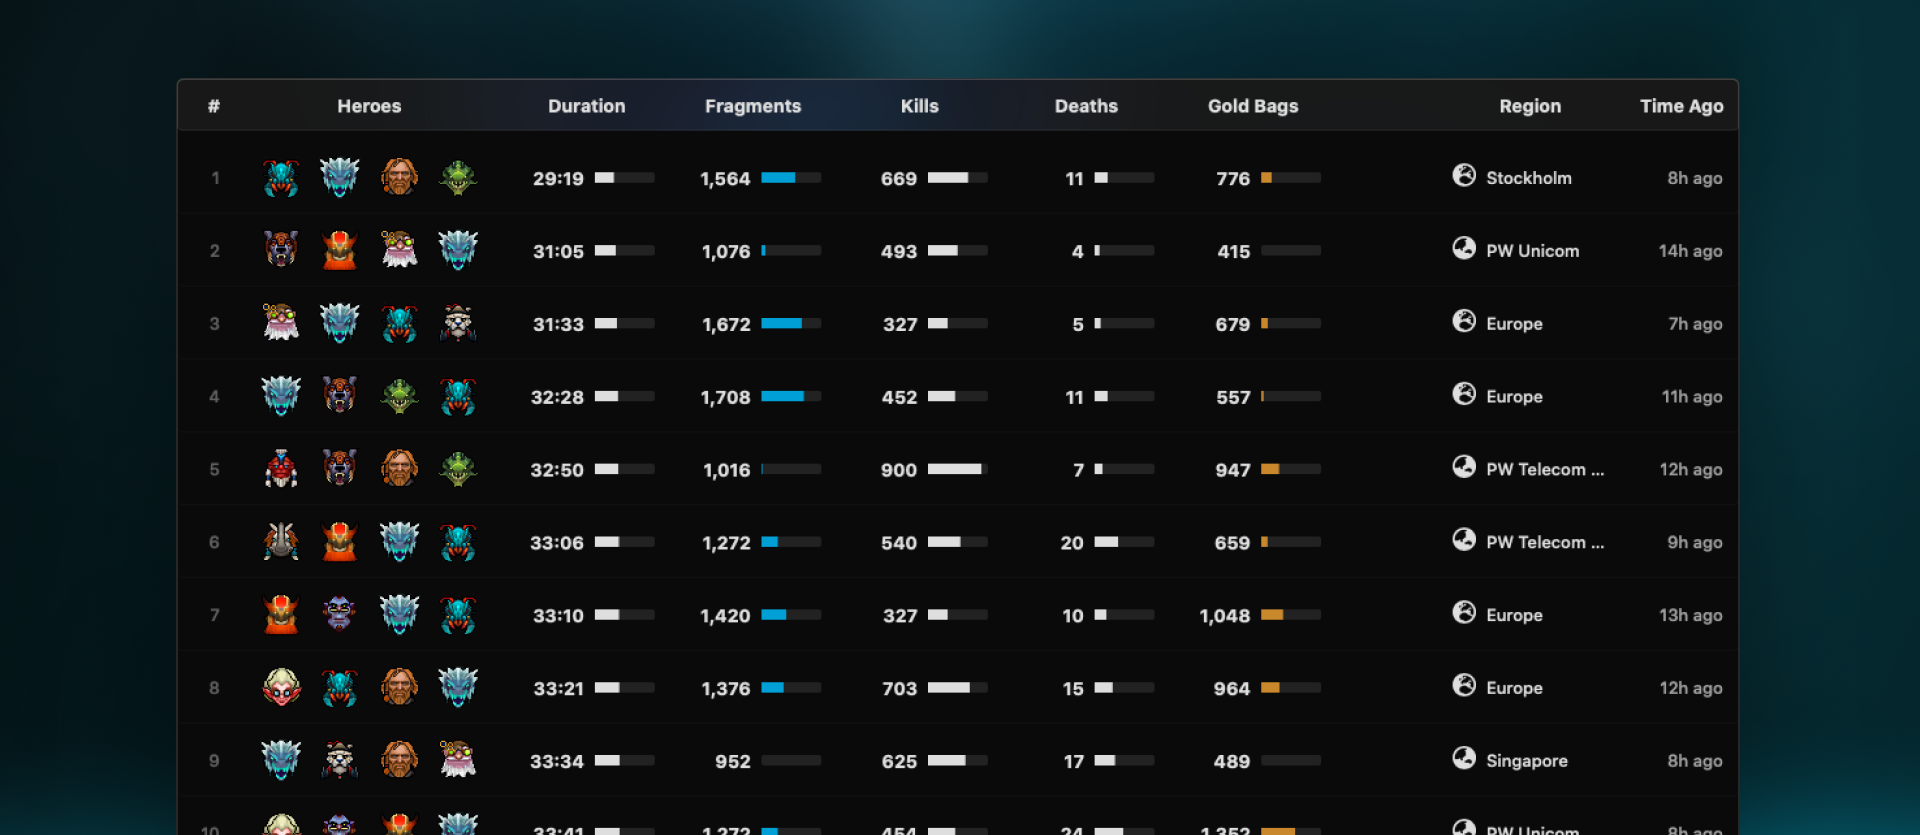 # Heroes Duration Fragments Kills Deaths Gold Bags Region Time Ago
1 29:19 1,564 669 11 776 Stockholm 8h ago
2 31:05 1,076 493 4 415 PW Unicom 14h ago
3 31:33 1,672 327 5 679 Europe 7h ago
4 32:28 1,708 452 11 557 Europe 11h ago
5 32:50 1,016 900 7 947 PW Telecom ... 12h ago
6 33:06 1,272 540 20 659 PW Telecom ... 9h ago
7 33:10 1,420 327 10 1,048 Europe 13h ago
8 33:21 1,376 703 15 964 Europe 12h ago
9 33:34 952 625 17 489 Singapore 8h ago
10 33:41 1,272 454 24 1,352 PW Unicom 8h ago